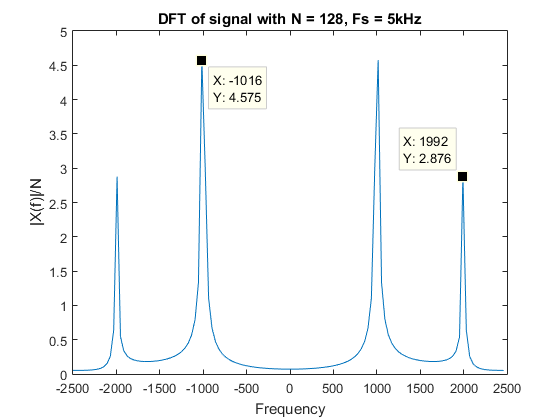 DFT of signal with N = 128, Fs = 5kHz
5
4.5
4
3.5
3
2.5
2
1.5
1
0.5
0
|X(f)|/N
X: -1016
Y: 4.575
X: 1992
Y: 2.876
-2500 -2000 -1500 -1000 -500 0 500 1000 1500 2000 2500
Frequency